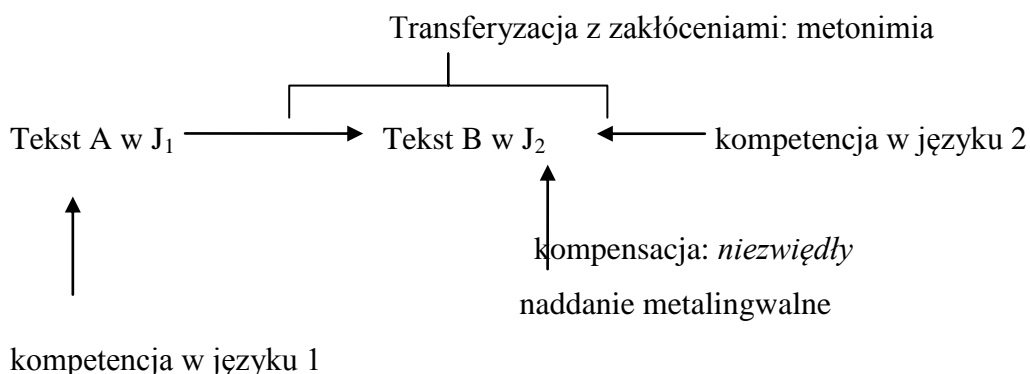 Transferyzacja z zakłóceniami: metonimia
Tekst A w J₁ Tekst B w J₂ kompetencja w języku 2
kompensacja: niezwiędły
naddanie metalingwalne
kompetencja w języku 1